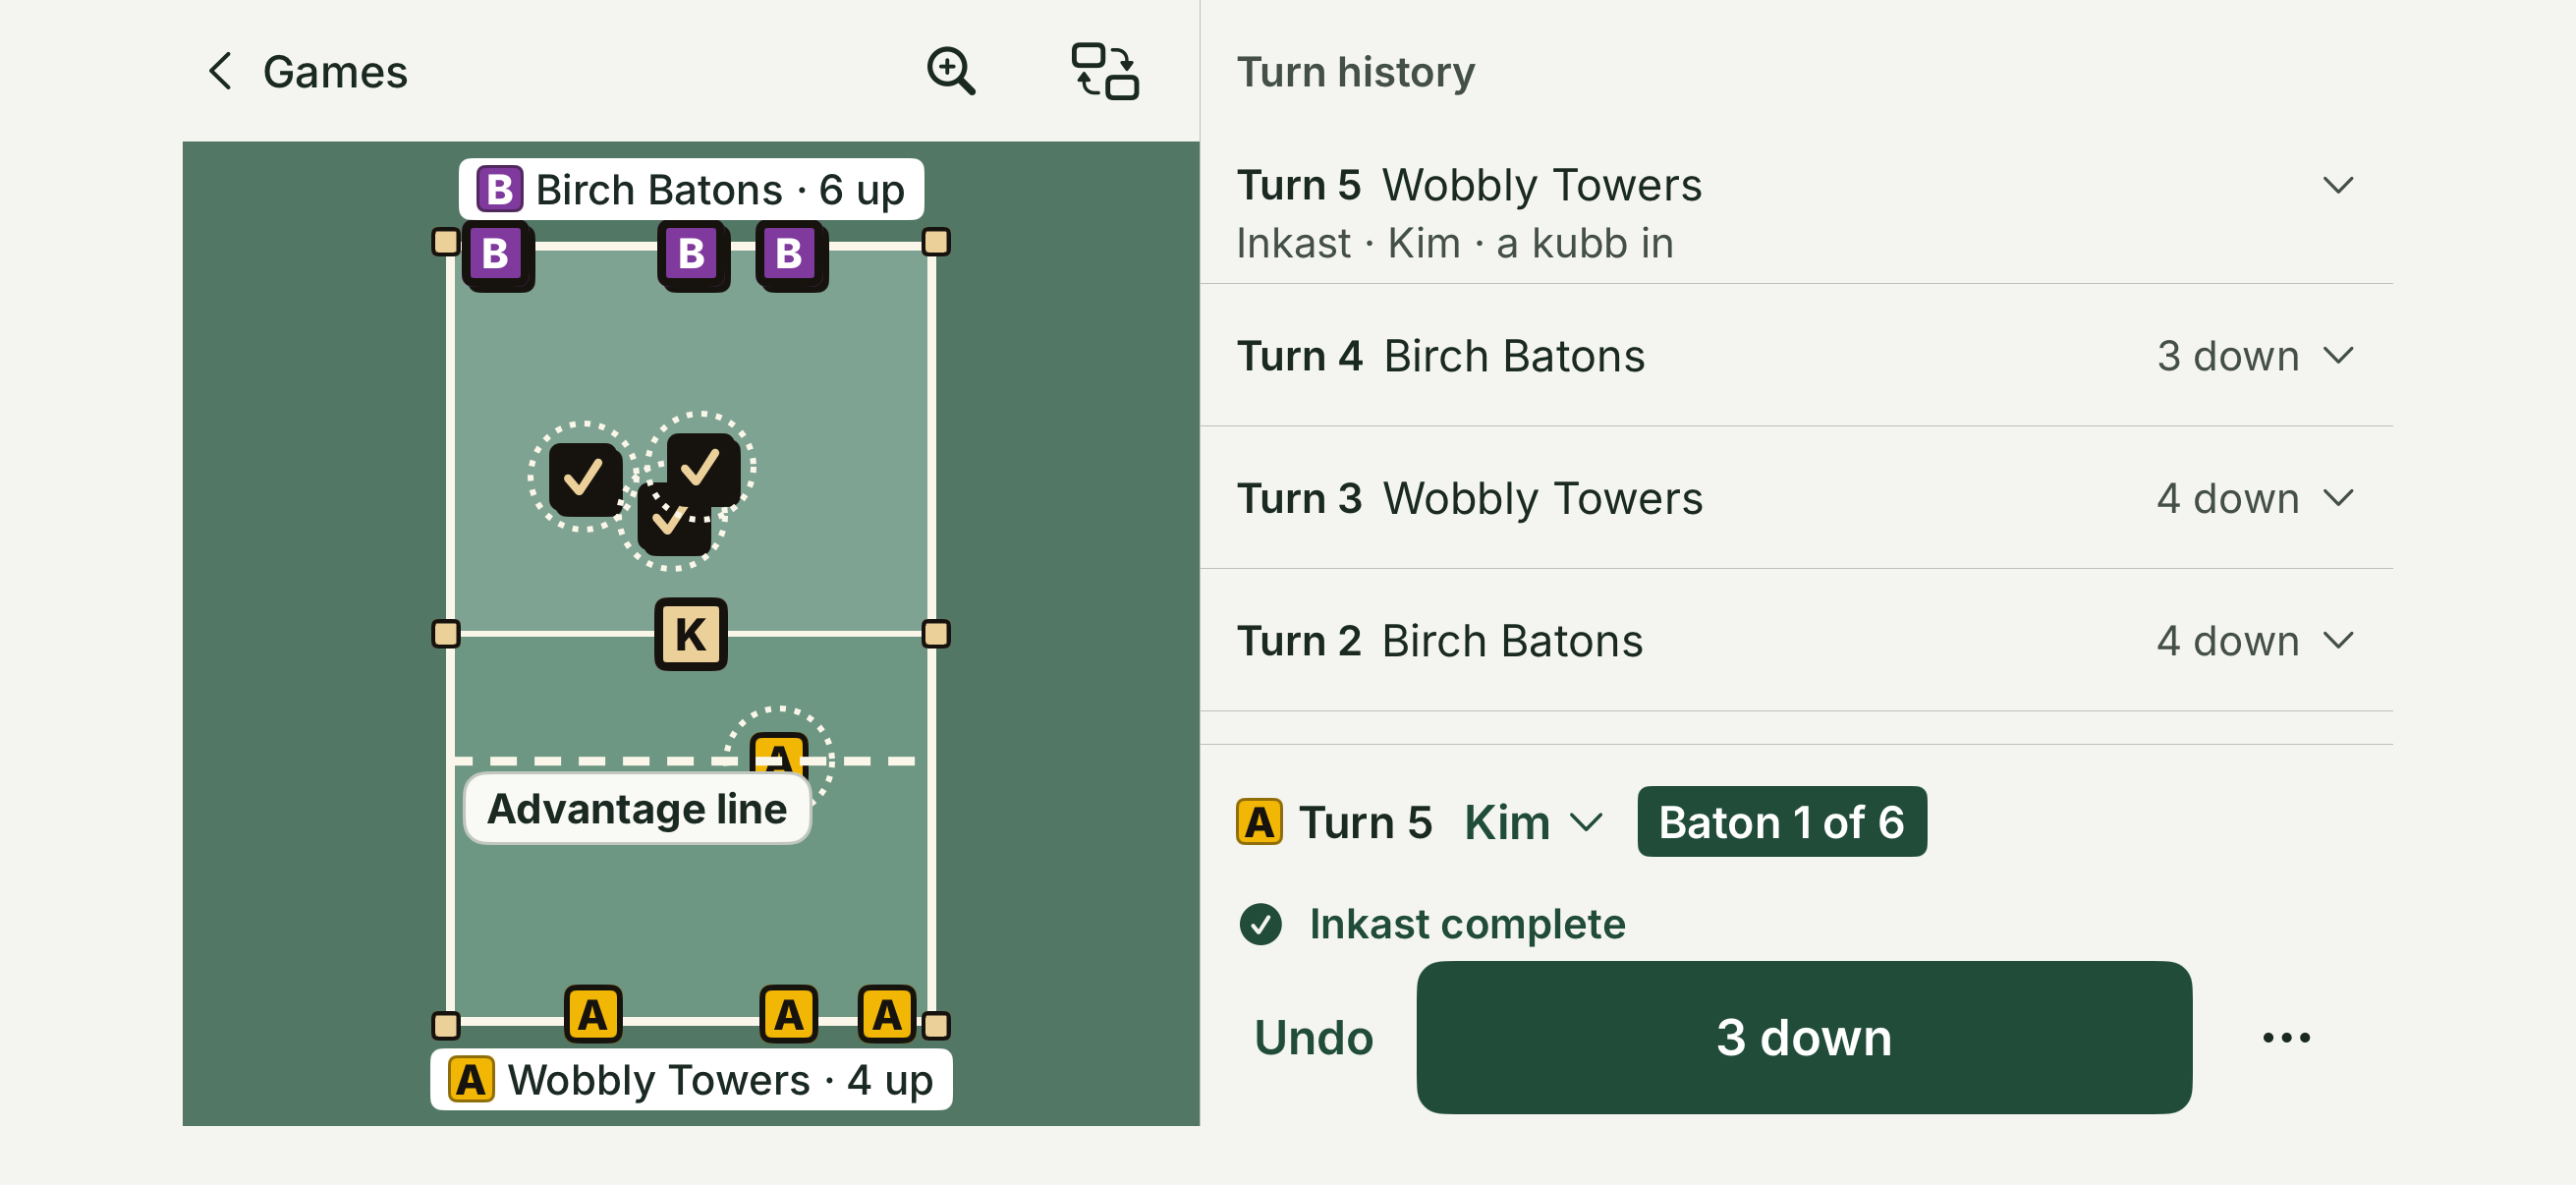 Games
B Birch Batons · 6 up
B B B
K
A
Advantage line
A A A
A Wobbly Towers · 4 up
Turn history
Turn 5 Wobbly Towers
Inkast · Kim · a kubb in
Turn 4 Birch Batons 3 down
Turn 3 Wobbly Towers 4 down
Turn 2 Birch Batons 4 down
A Turn 5 Kim Baton 1 of 6
Inkast complete
Undo 3 down